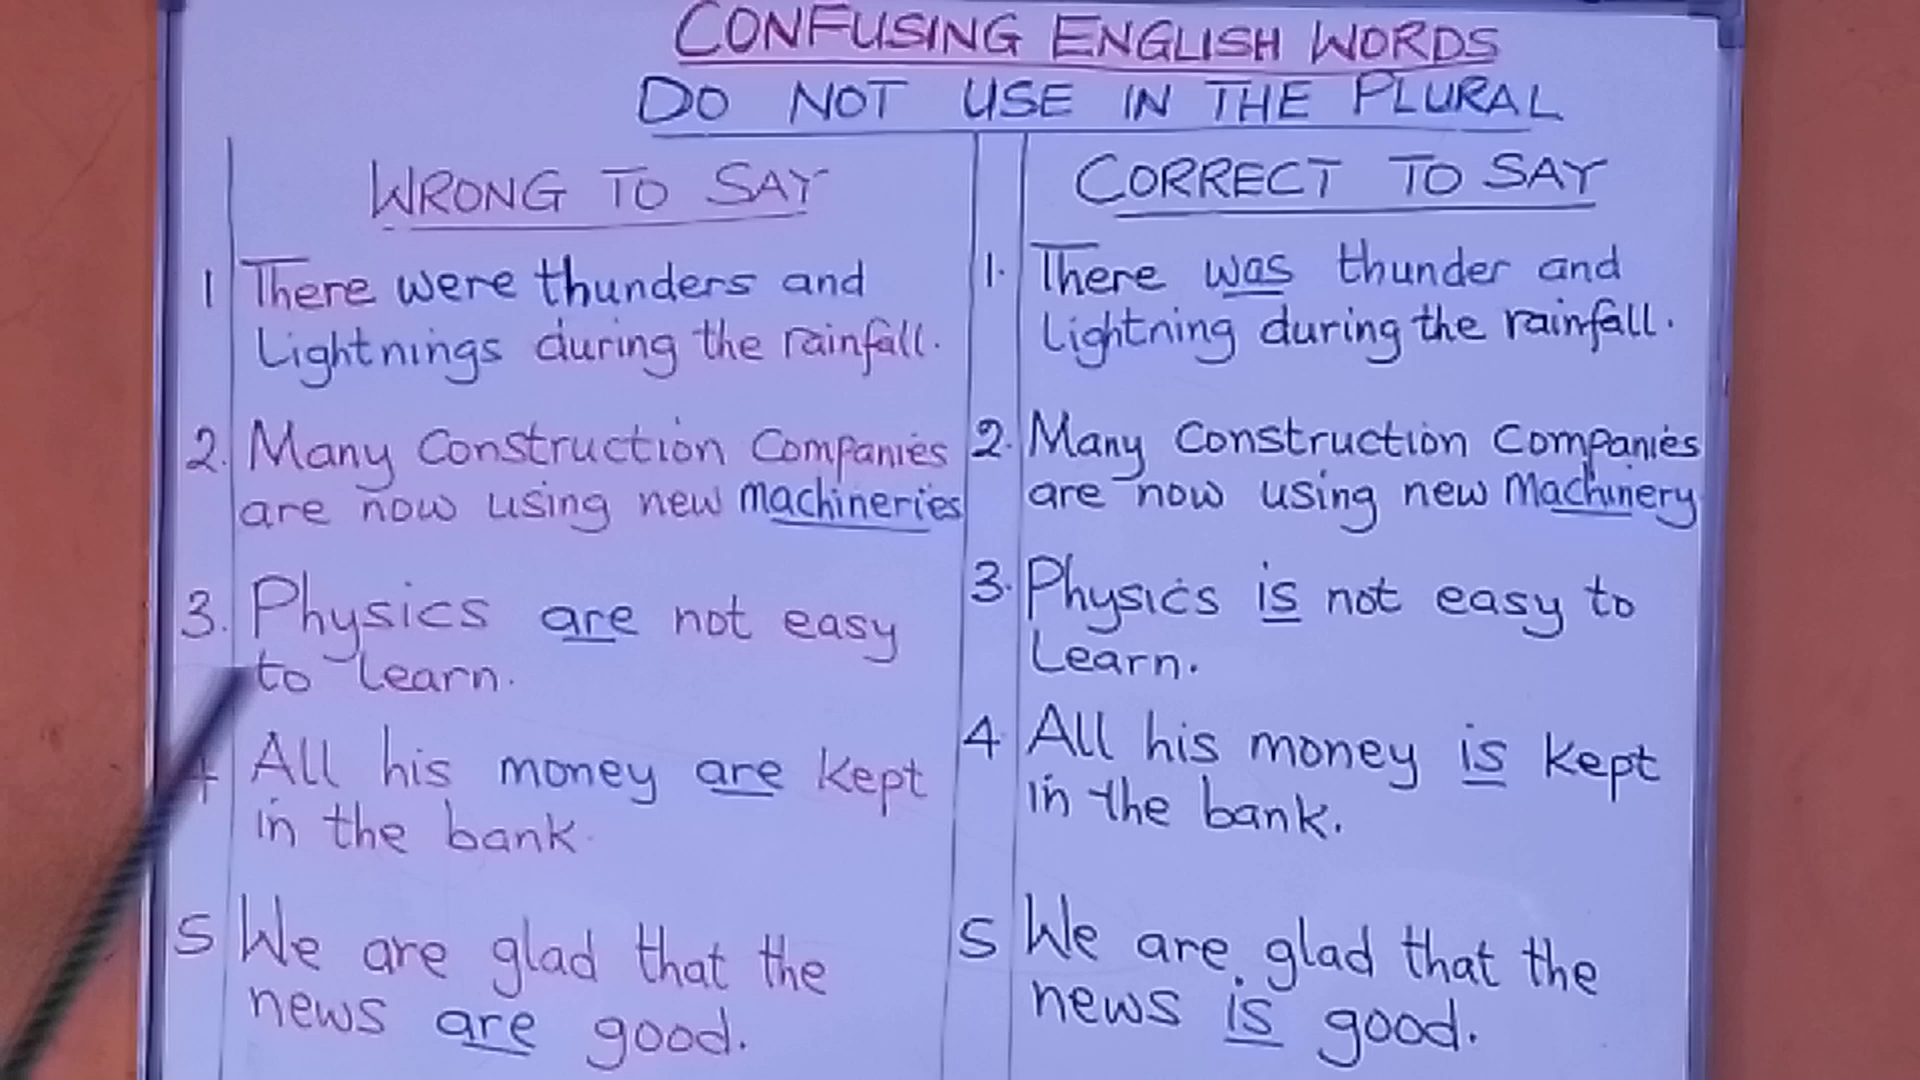 CONFUSING ENGLISH WORDS
DO NOT USE IN THE PLURAL
WRONG TO SAY
1 There were thunders and
Lightnings during the rainfall.
2. Many Construction Companies
are now using new machineries
3. Physics are not easy
to Learn.
4 All his money are kept
in the bank.
5 We are glad that the
news are good.
CORRECT TO SAY
1. There was thunder and
Lightning during the rainfall.
2. Many Construction Companies
are now using new Machinery
3. Physics is not easy to
Learn.
4 All his money is kept
in the bank.
5 We are glad that the
news is good.